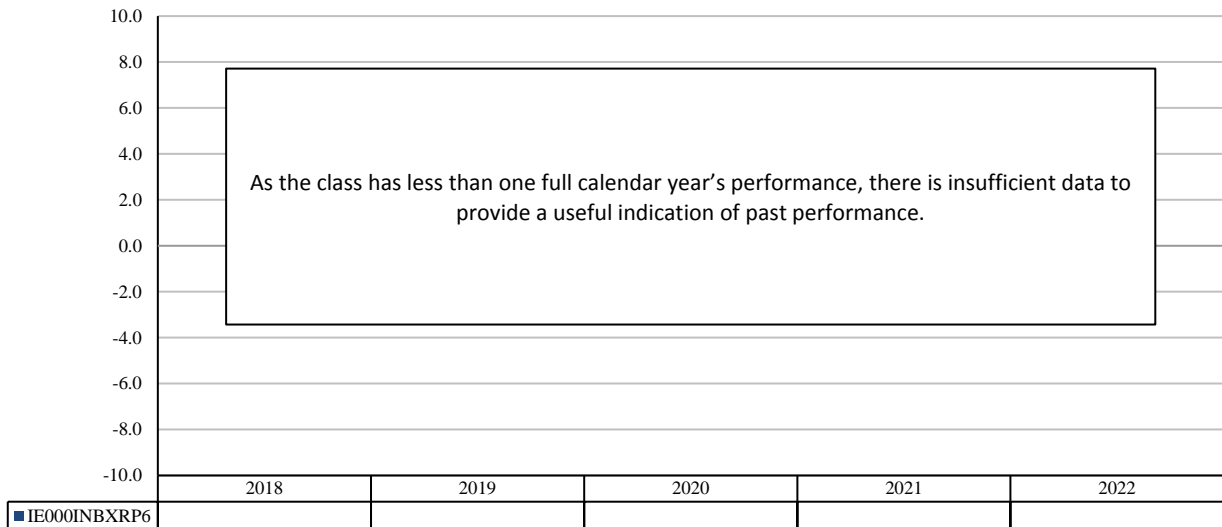 10.0
8.0
6.0
4.0
2.0
0.0
-2.0
-4.0
-6.0
-8.0
-10.0
As the class has less than one full calendar year’s performance, there is insufficient data to
provide a useful indication of past performance.
2018 2019 2020 2021 2022
IE000INBXRP6